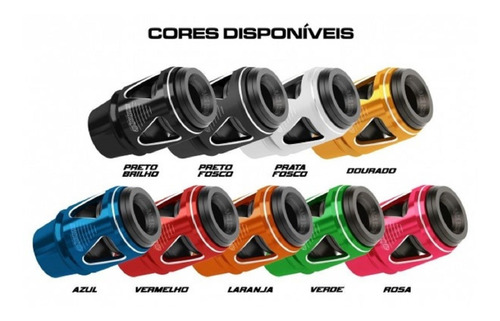 CORES DISPONÍVEIS
PRETO
BRILHO
PRETO
FOSCO
PRATA
FOSCO
DOURADO
AZUL
VERMELHO
LARANJA
VERDE
ROSA